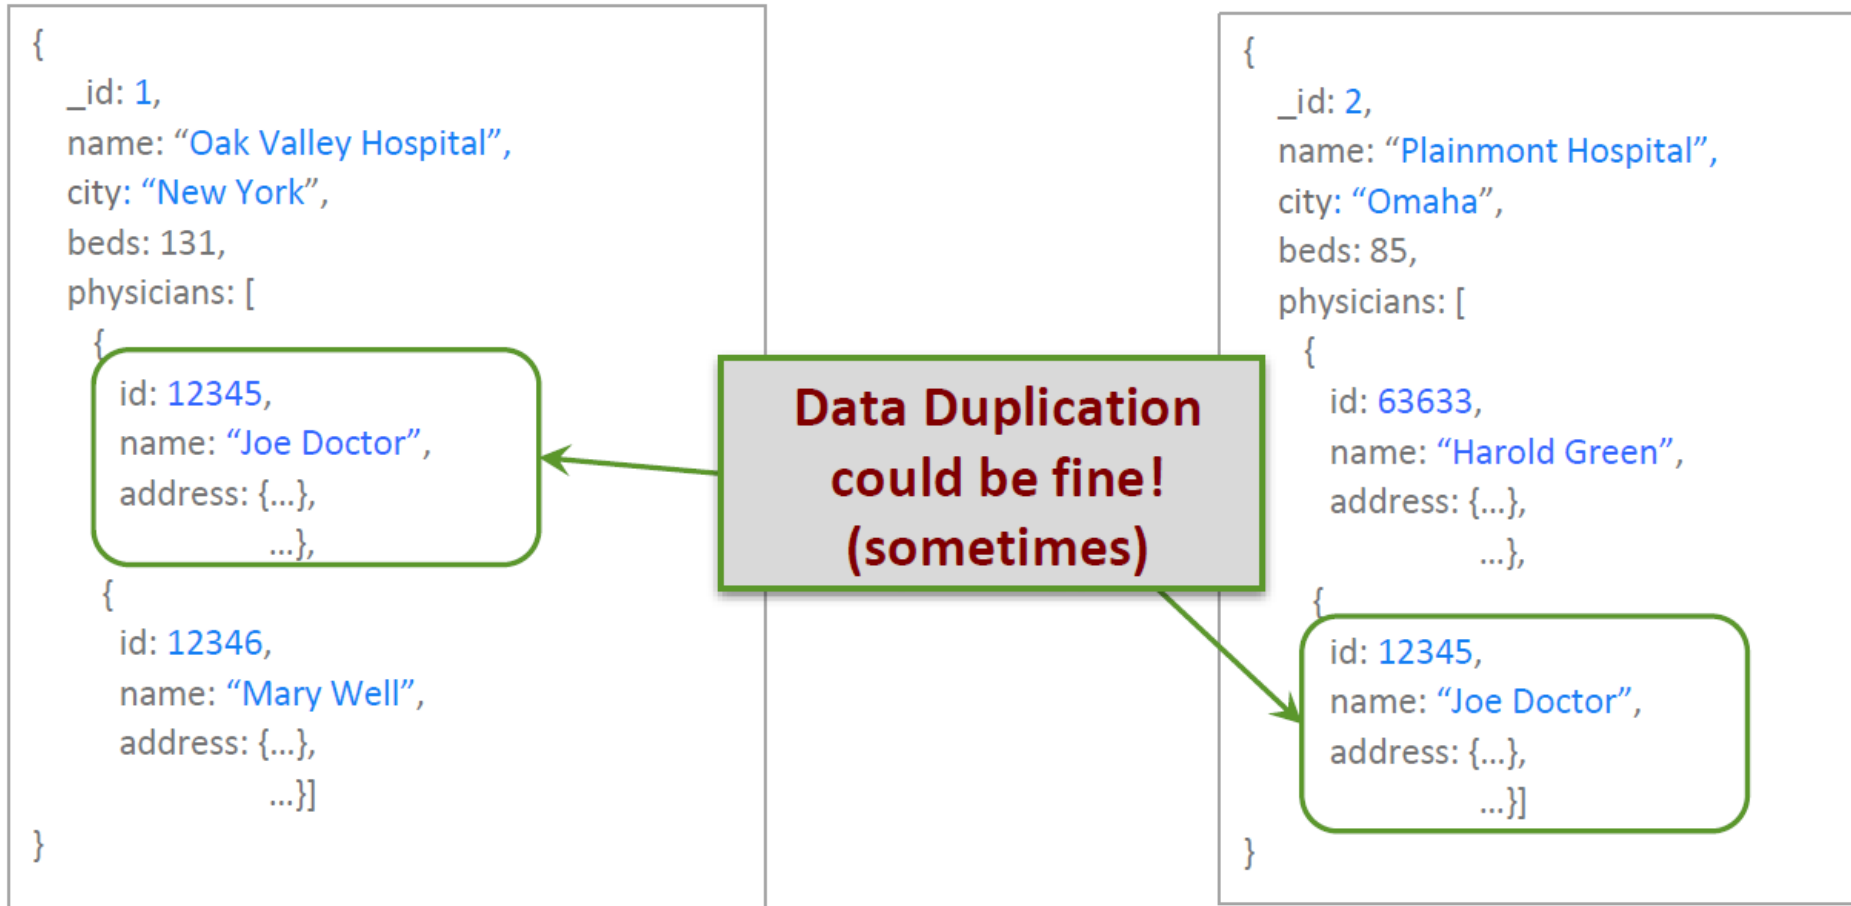 {
_id: 1,
name: “Oak Valley Hospital”,
city: “New York”,
beds: 131,
physicians: [
{
id: 12345,
name: “Joe Doctor”,
address: {…},
…},
{
id: 12346,
name: “Mary Well”,
address: {…},
…}]
}
Data Duplication
could be fine!
(sometimes)
{
_id: 2,
name: “Plainmont Hospital”,
city: “Omaha”,
beds: 85,
physicians: [
{
id: 63633,
name: “Harold Green”,
address: {…},
…},
{
id: 12345,
name: “Joe Doctor”,
address: {…},
…}]
}